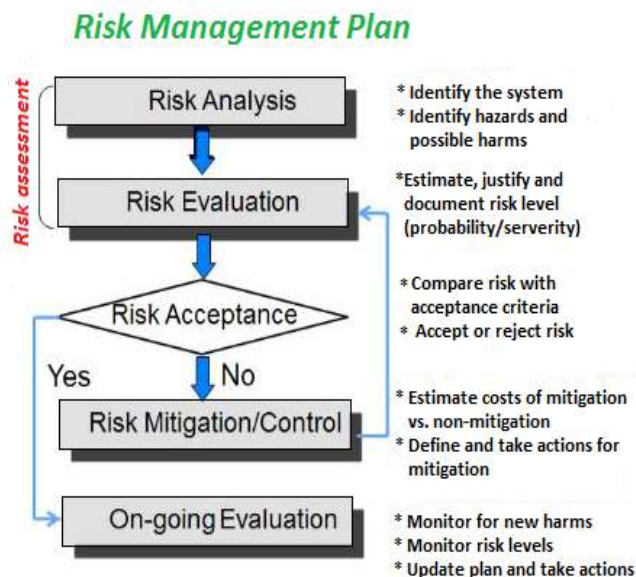 Risk Management Plan
Risk assessment
Risk Analysis
* Identify the system
* Identify hazards and
possible harms
Risk Evaluation
*Estimate, justify and
document risk level
(probability/serverity)
Risk Acceptance
* Compare risk with
acceptance criteria
* Accept or reject risk
Yes
No
Risk Mitigation/Control
* Estimate costs of mitigation
vs. non-mitigation
* Define and take actions for
mitigation
On-going Evaluation
* Monitor for new harms
* Monitor risk levels
* Update plan and take actions